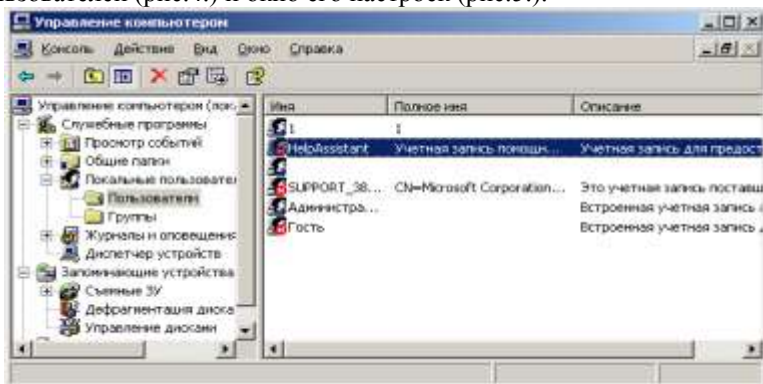 (рис.4.) и окно его настроек (рис.5.).
Управление компьютером
Консоль Действие Вид Окно Справка
Управление компьютером (лок
Служебные программы
Просмотр событий
Общие папки
Локальные пользовател
Пользователи
Группы
Журналы и оповещения
Диспетчер устройств
Запоминающие устройства
Съемные ЗУ
Дефрагментация диска
Управление дисками
Имя Полное имя Описание
1 1
HelpAssistant Учетная запись помощн... Учетная запись для предост
SUPPORT_38... CN=Microsoft Corporation... Это учетная запись поставщ
Администра... Встроенная учетная запись
Гость Встроенная учетная запись